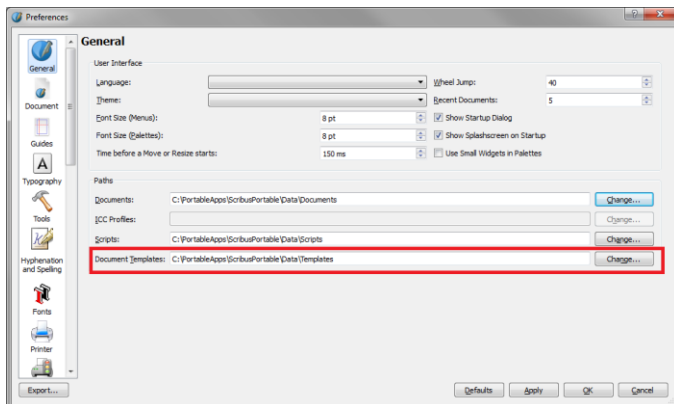 Preferences
General
User Interface
Language:
Wheel Jump: 40
Theme:
Recent Documents: 5
Font Size (Menus): 8 pt
Show Startup Dialog
Font Size (Palettes): 8 pt
Show Splashscreen on Startup
Time before a Move or Resize starts: 150 ms
Use Small Widgets in Palettes
Paths
Documents: C:\PortableApps\ScribusPortable\Data\Documents Change...
ICC Profiles: Change...
Scripts: C:\PortableApps\ScribusPortable\Data\Scripts Change...
Document Templates: C:\PortableApps\ScribusPortable\Data\Templates Change...
General
Document
Guides
Typography
Tools
Hyphenation
and Spelling
Fonts
Printer
Export...
Defaults Apply OK Cancel